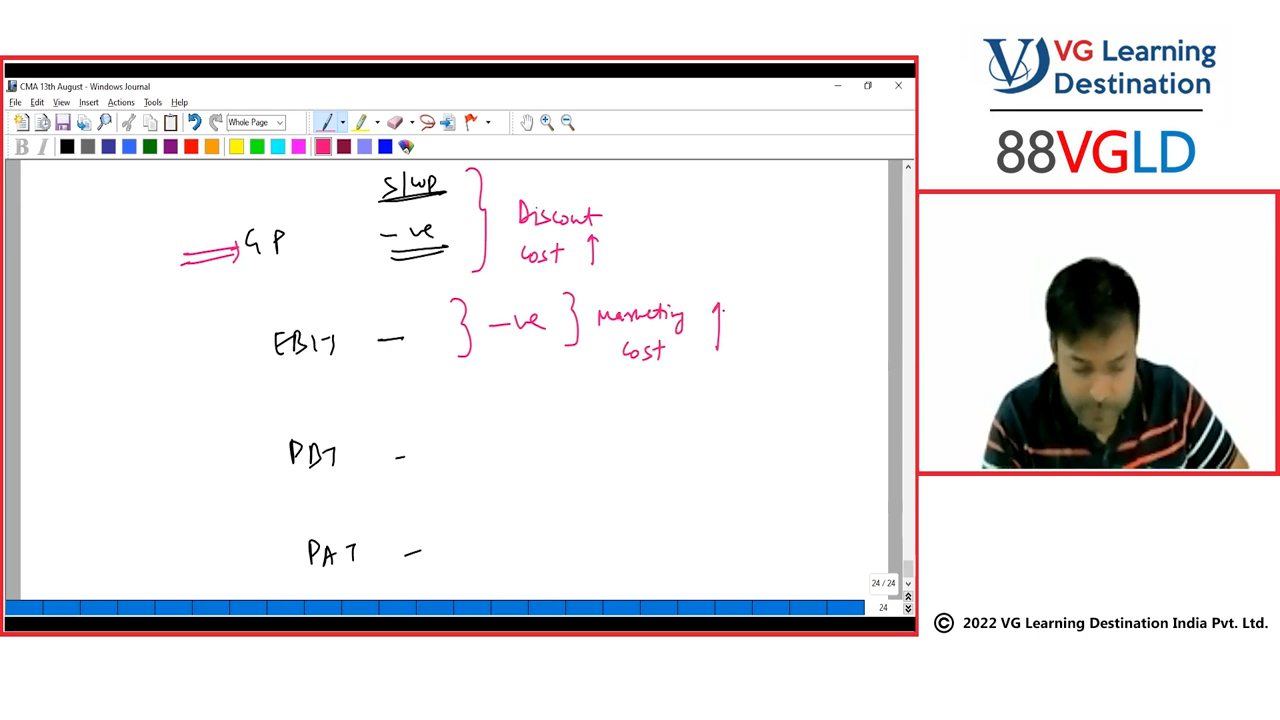 VG Learning
Destination
88VGLD
CMA 13th August - Windows Journal
File Edit View Insert Actions Tools Help
Whole Page
B I
S/WP
GP - ve
Discount
Cost ↑
EBIT - - ve Marketing
Cost ↑
PBT -
PAT -
24 / 24
24
© 2022 VG Learning Destination India Pvt. Ltd.